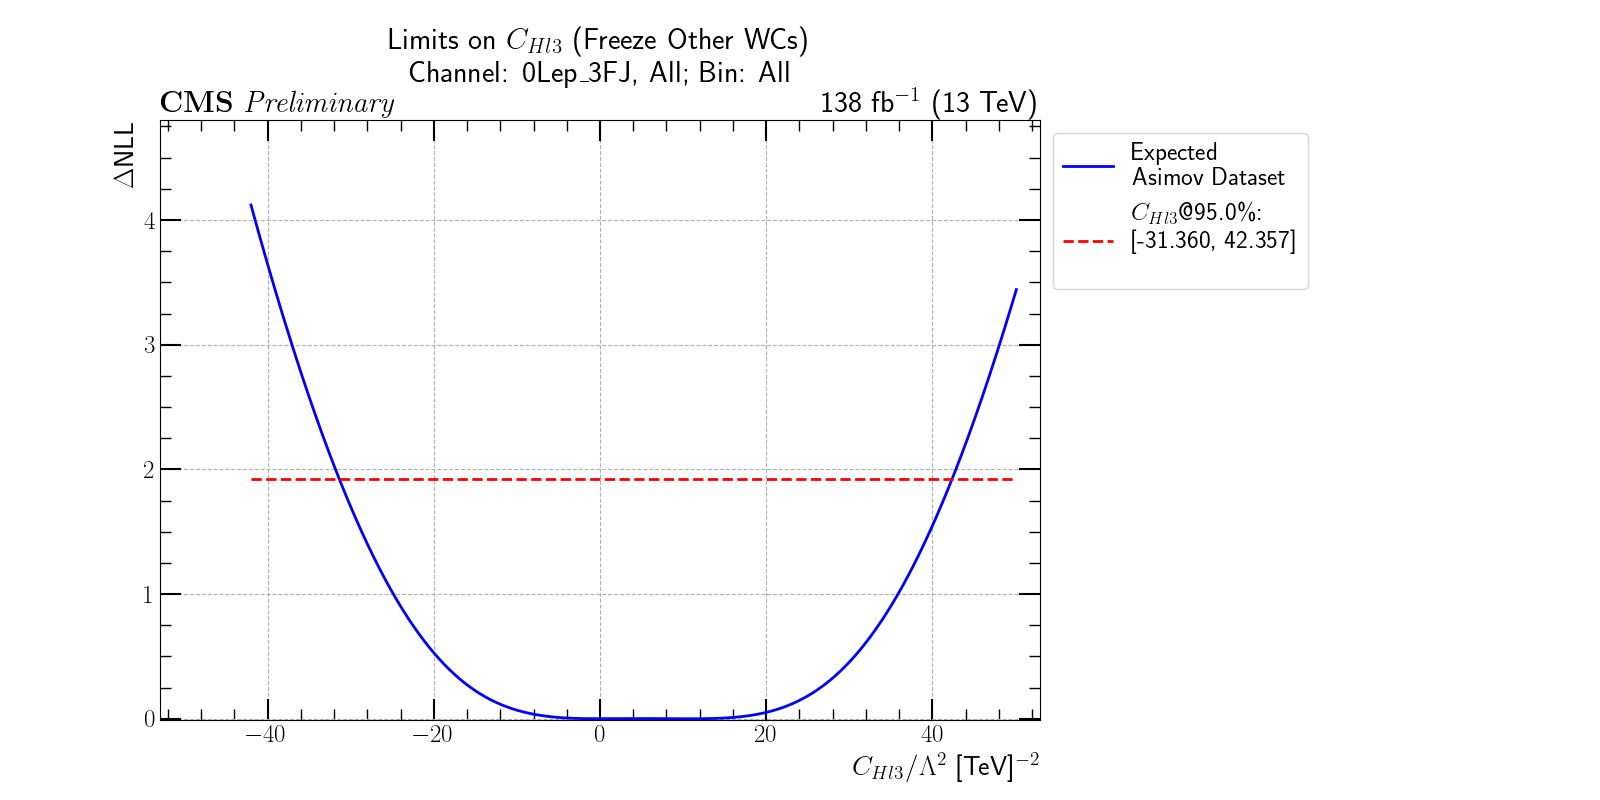 Limits on C_{Hl3} (Freeze Other WCs)
Channel: 0Lep_3FJ, All; Bin: All
CMS Preliminary
138 fb^{-1} (13 TeV)
ΔNLL
4
3
2
1
0
−40
−20
0
20
40
C_{Hl3}/Λ^2 [TeV]^{-2}
Expected
Asimov Dataset
C_{Hl3}@95.0%:
[-31.360, 42.357]